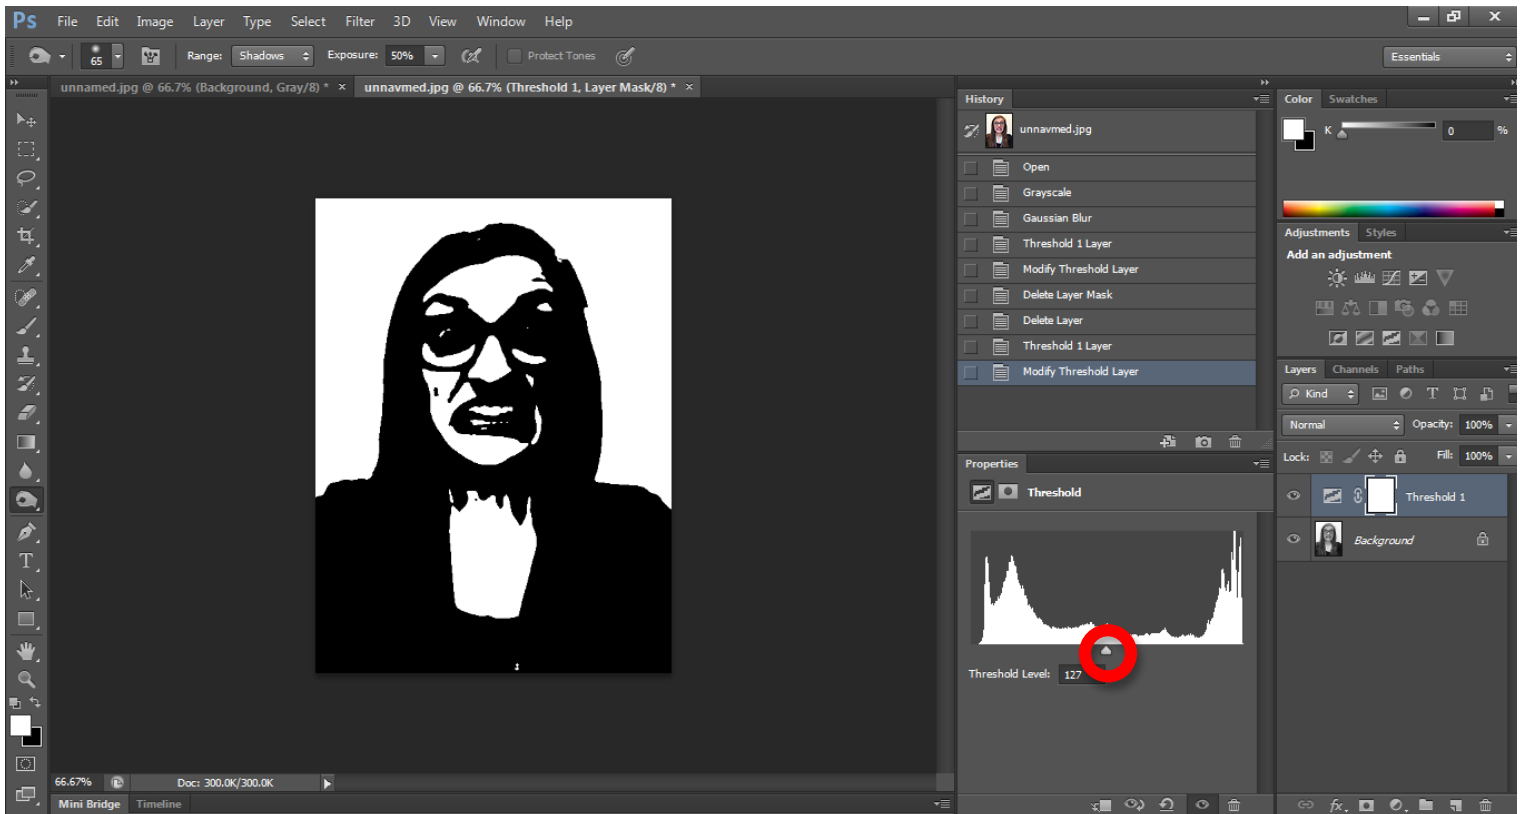 Ps File Edit Image Layer Type Select Filter 3D View Window Help
65 Range: Shadows Exposure: 50% Protect Tones Essentials
unnamed.jpg @ 66.7% (Background, Gray/8) * × unnavmed.jpg @ 66.7% (Threshold 1, Layer Mask/8) * ×
History
unnavmed.jpg
Open
Grayscale
Gaussian Blur
Threshold 1 Layer
Modify Threshold Layer
Delete Layer Mask
Delete Layer
Threshold 1 Layer
Modify Threshold Layer
Properties
Threshold
Threshold Level: 127
Color Swatches
K 0 %
Adjustments Styles
Add an adjustment
Layers Channels Paths
Kind
Normal Opacity: 100%
Lock: Fill: 100%
Threshold 1
Background
66.67% Doc: 300.0K/300.0K
Mini Bridge Timeline